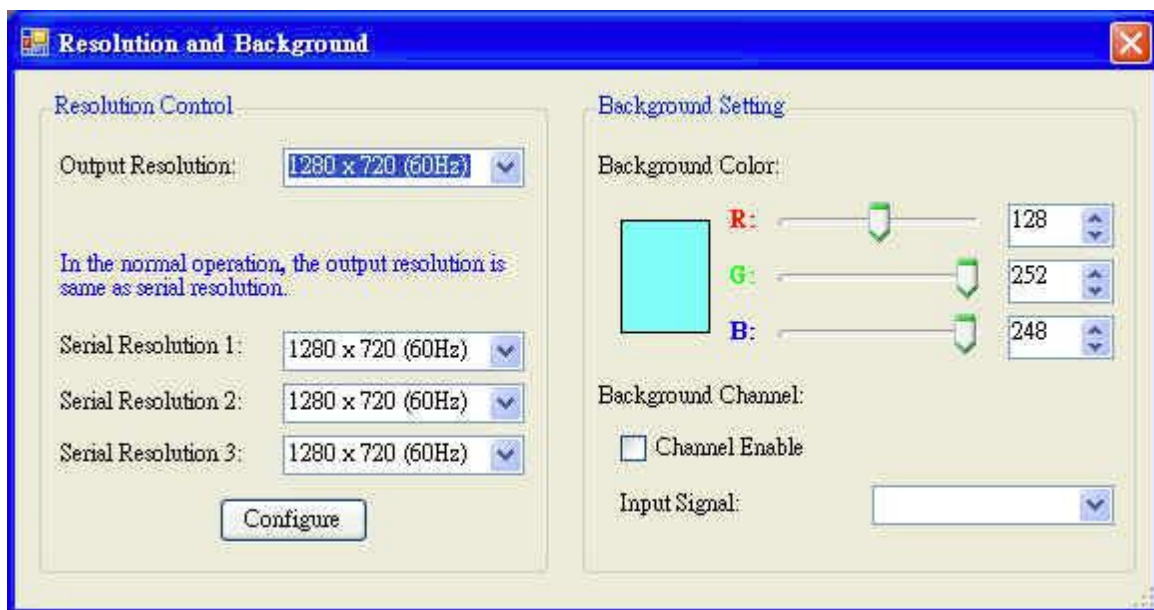 Resolution and Background
Resolution Control
Output Resolution:
1280 x 720 (60Hz)
In the normal operation, the output resolution is
same as serial resolution.
Serial Resolution 1:
1280 x 720 (60Hz)
Serial Resolution 2:
1280 x 720 (60Hz)
Serial Resolution 3:
1280 x 720 (60Hz)
Configure
Background Setting
Background Color:
R:
128
G:
252
B:
248
Background Channel:
Channel Enable
Input Signal: